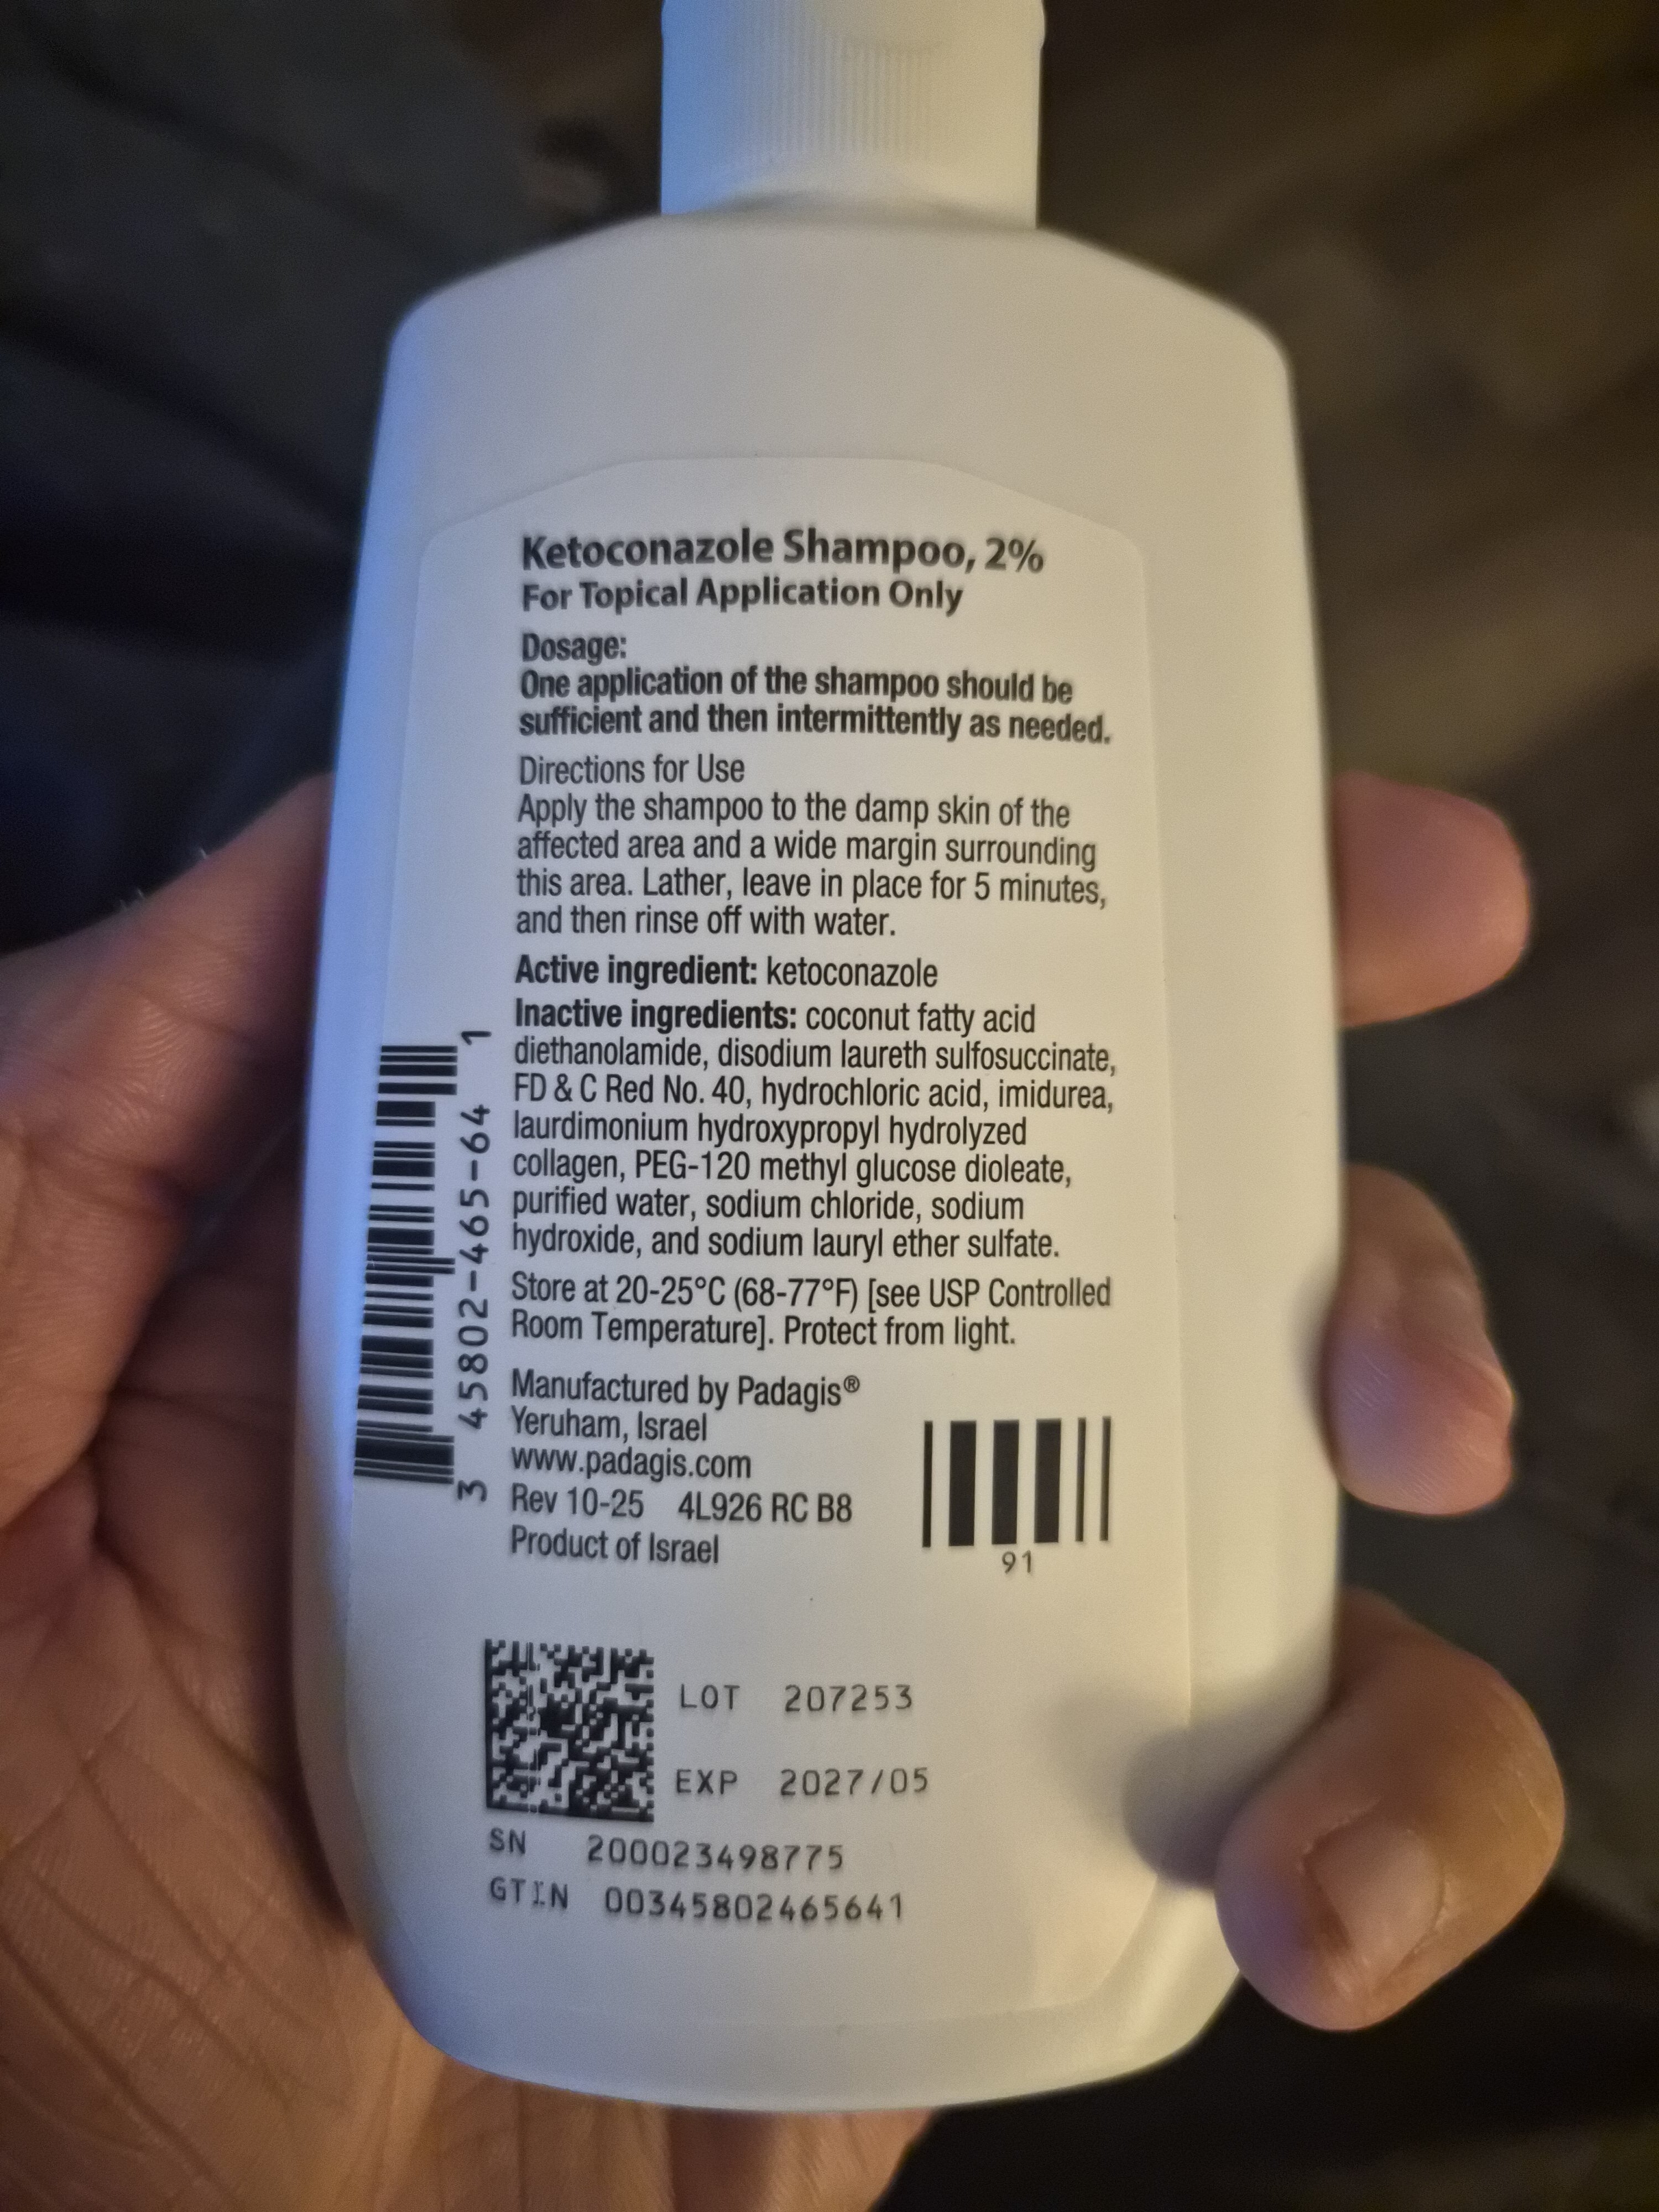 Ketoconazole Shampoo, 2%
For Topical Application Only
Dosage:
One application of the shampoo should be
sufficient and then intermittently as needed.
Directions for Use
Apply the shampoo to the damp skin of the
affected area and a wide margin surrounding
this area. Lather, leave in place for 5 minutes,
and then rinse off with water.
Active ingredient: ketoconazole
Inactive ingredients: coconut fatty acid
diethanolamide, disodium laureth sulfosuccinate,
FD & C Red No. 40, hydrochloric acid, imidurea,
laurdimonium hydroxypropyl hydrolyzed
collagen, PEG-120 methyl glucose dioleate,
purified water, sodium chloride, sodium
hydroxide, and sodium lauryl ether sulfate.
Store at 20-25°C (68-77°F) [see USP Controlled
Room Temperature]. Protect from light.
Manufactured by Padagis®
Yeruham, Israel
www.padagis.com
Rev 10-25 4L926 RC B8
Product of Israel
91
3 45802-465-64 1
LOT 207253
EXP 2027/05
SN 200023498775
GTIN 00345802465641